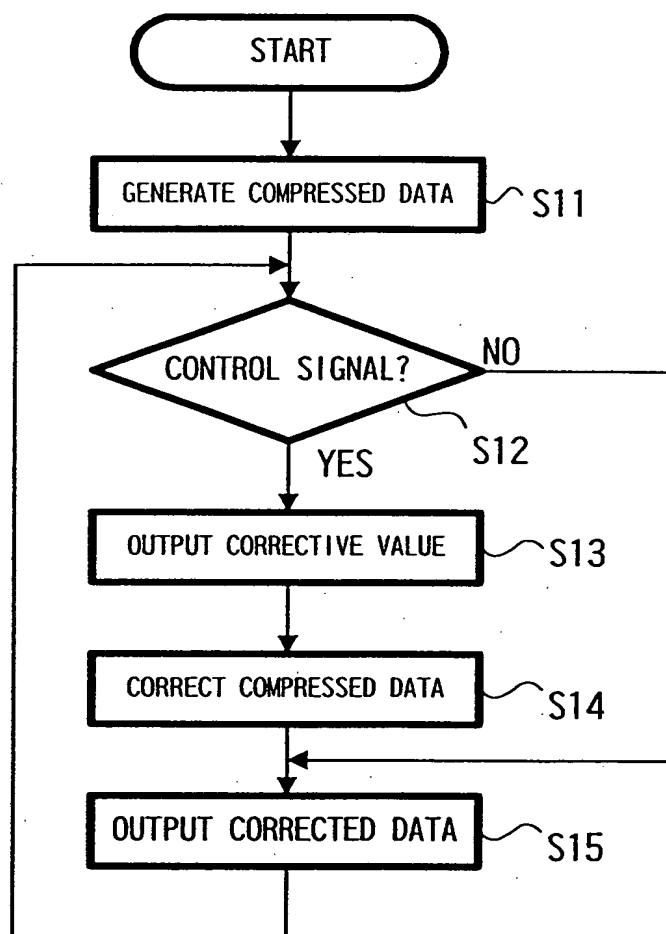 START
GENERATE COMPRESSED DATA
S11
CONTROL SIGNAL?
NO
S12
YES
OUTPUT CORRECTIVE VALUE
S13
CORRECT COMPRESSED DATA
S14
OUTPUT CORRECTED DATA
S15